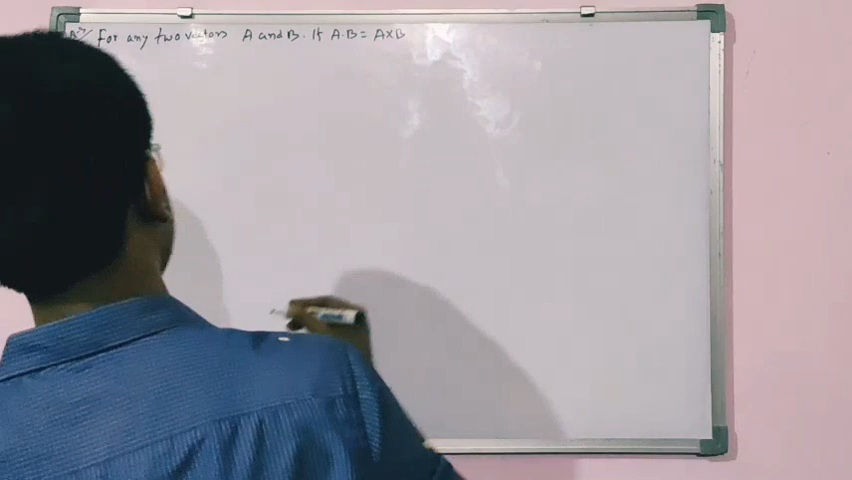 For any two vectors A and B. If A.B = AXB